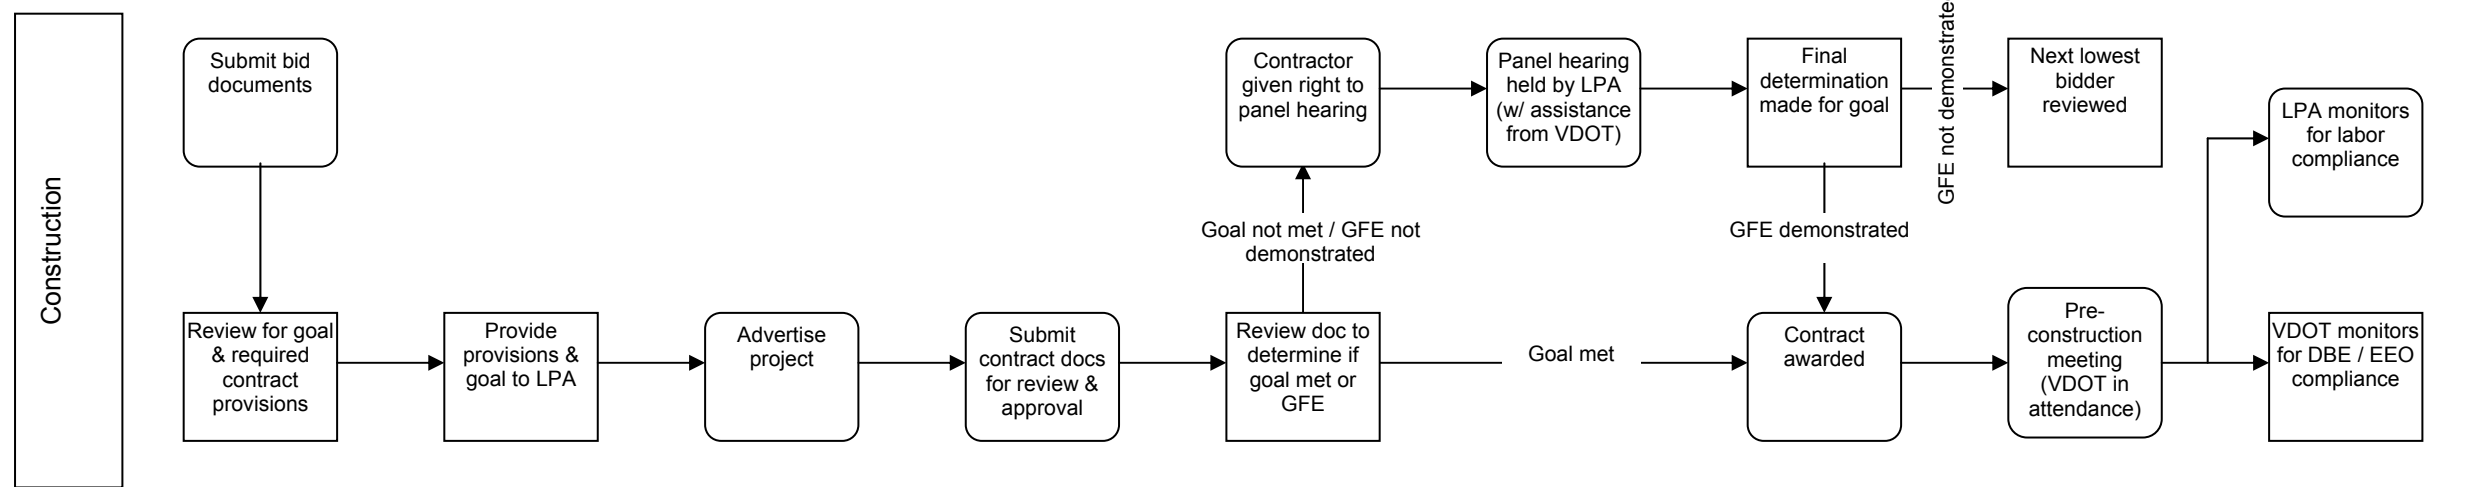 Construction
Submit bid
documents
Review for goal
& required
contract
provisions
Provide
provisions &
goal to LPA
Advertise
project
Submit
contract docs
for review &
approval
Review doc to
determine if
goal met or
GFE
Goal not met / GFE not
demonstrated
Contractor
given right to
panel hearing
Panel hearing
held by LPA
(w/ assistance
from VDOT)
Final
determination
made for goal
GFE not demonstrate
Next lowest
bidder
reviewed
GFE demonstrated
Goal met
Contract
awarded
Pre-
construction
meeting
(VDOT in
attendance)
LPA monitors
for labor
compliance
VDOT monitors
for DBE / EEO
compliance